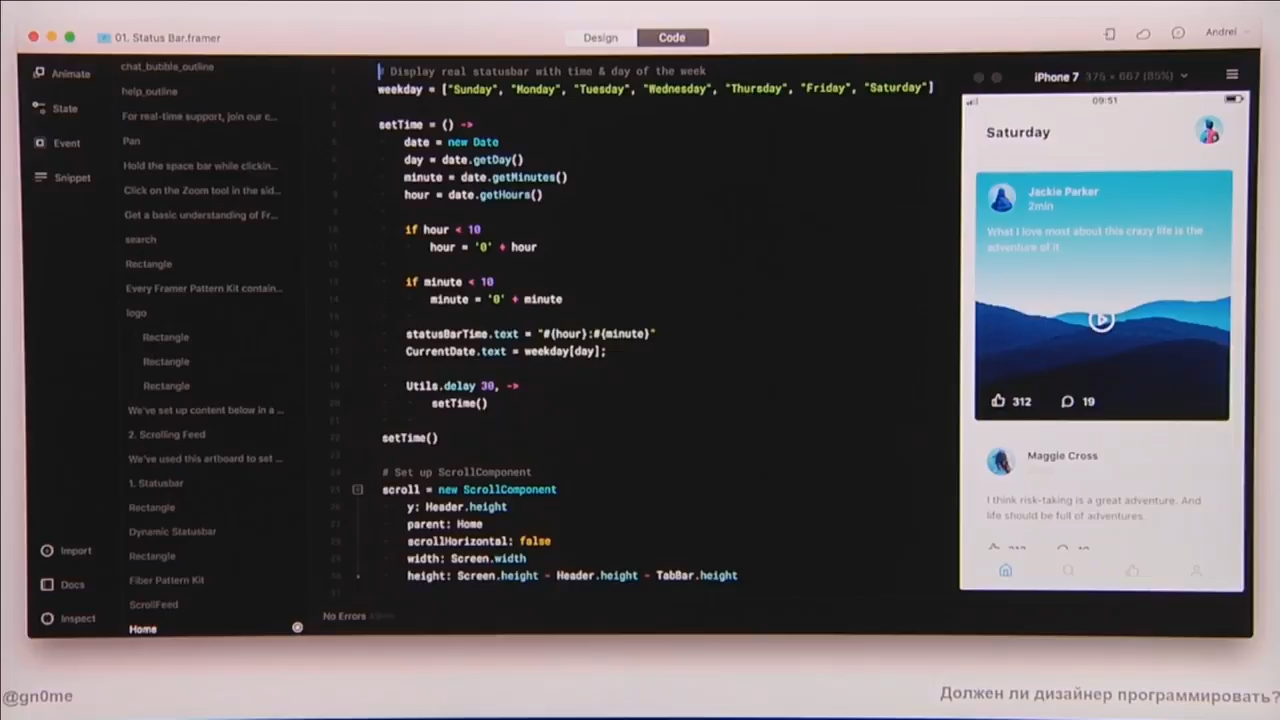 01. Status Bar.framer
Design
Code
Andrei
Animate
State
Event
Snippet
Import
Docs
Inspect
chat_bubble_outline
help_outline
For real-time support, join our c...
Pan
Hold the space bar while clickin...
Click on the Zoom tool in the sid...
Get a basic understanding of Fr...
search
Rectangle
Every Framer Pattern Kit contain...
logo
Rectangle
Rectangle
Rectangle
We've set up content below in a ...
2. Scrolling Feed
We've used this artboard to set ...
1. Statusbar
Rectangle
Dynamic Statusbar
Rectangle
Fiber Pattern Kit
ScrollFeed
Home
# Display real statusbar with time & day of the week
weekday = ["Sunday", "Monday", "Tuesday", "Wednesday", "Thursday", "Friday", "Saturday"]
setTime = () ->
date = new Date
day = date.getDay()
minute = date.getMinutes()
hour = date.getHours()
if hour < 10
hour = '0' + hour
if minute < 10
minute = '0' + minute
statusBarTime.text = "#{hour}:#{minute}"
CurrentDate.text = weekday[day];
Utils.delay 30, ->
setTime()
setTime()
# Set up ScrollComponent
scroll = new ScrollComponent
y: Header.height
parent: Home
scrollHorizontal: false
width: Screen.width
height: Screen.height - Header.height - TabBar.height
No Errors
iPhone 7 375 × 667 (85%)
09:51
Saturday
Jackie Parker
2min
What I love most about this crazy life is the
adventure of it
312
19
Maggie Cross
I think risk-taking is a great adventure. And
life should be full of adventures.
@gn0me
Должен ли дизайнер программировать?